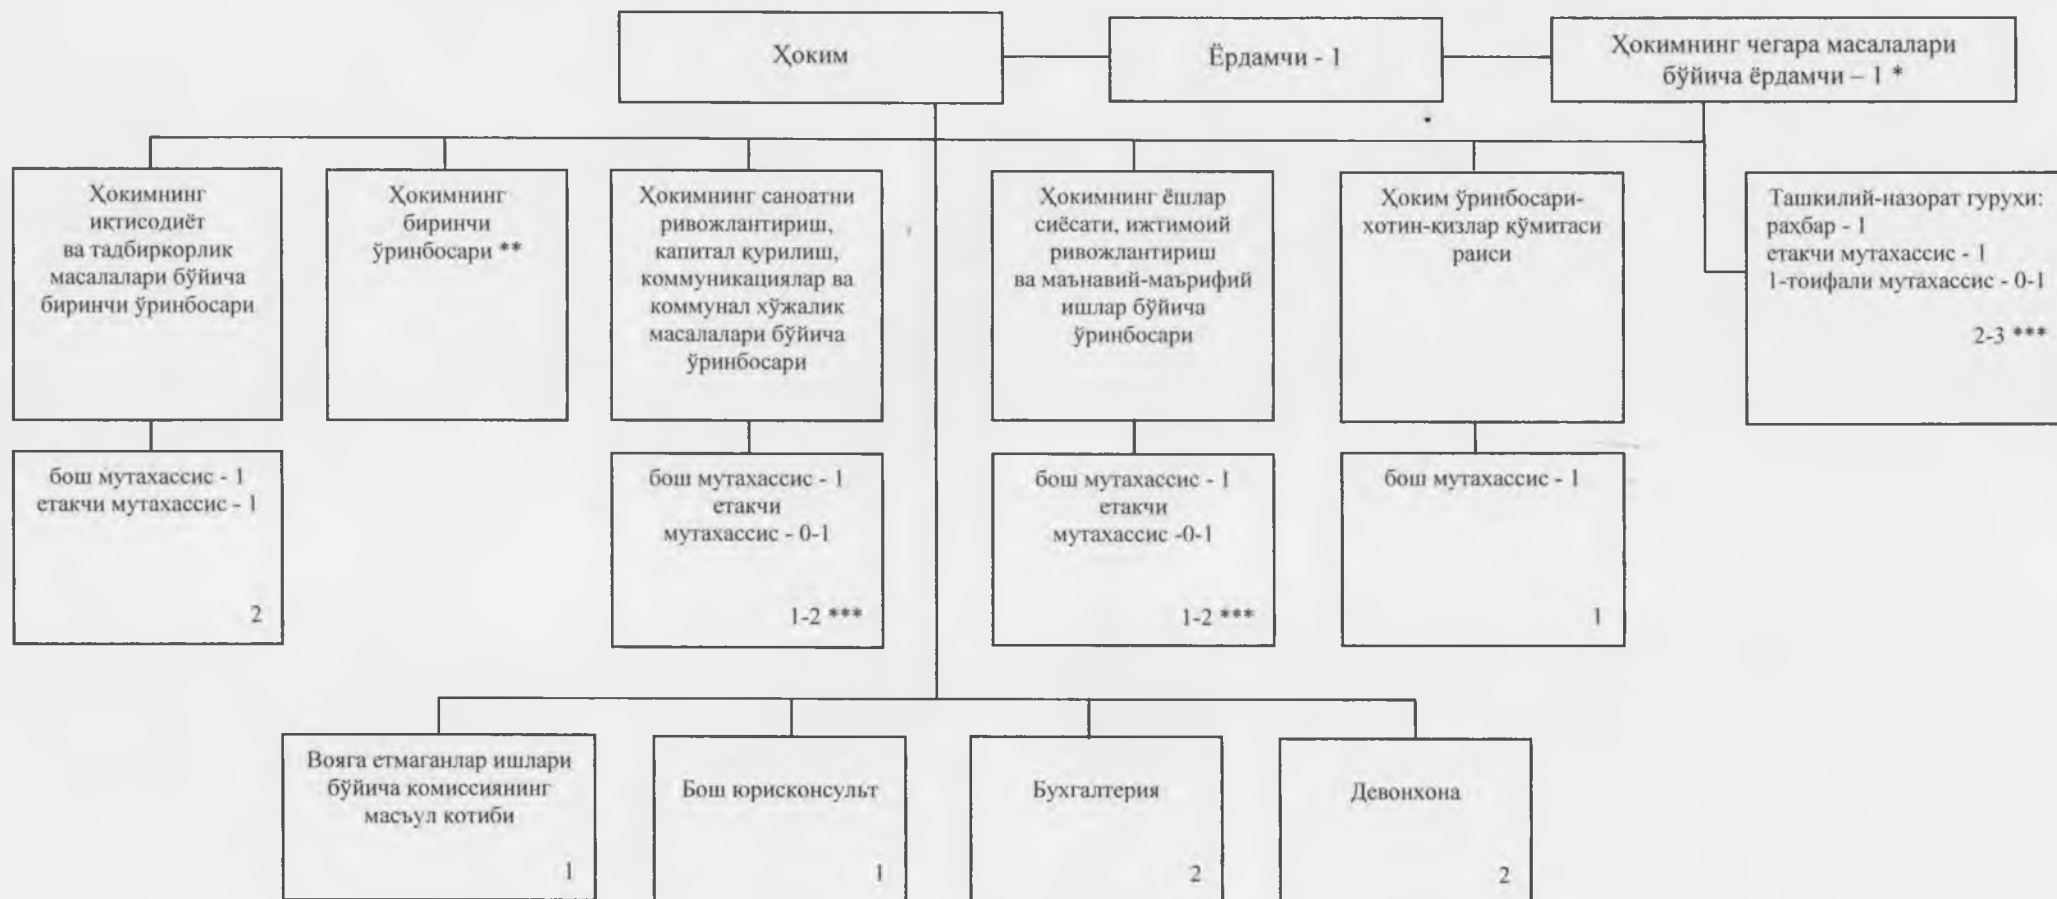 Ҳоким
Ёрдамчи - 1
Ҳокимнинг чегара масалалари
бўйича ёрдамчи – 1 *
Ҳокимнинг
иқтисодиёт
ва тадбиркорлик
масалалари бўйича
биринчи ўринбосари
Ҳокимнинг
биринчи
ўринбосари **
Ҳокимнинг саноатни
ривожлантириш,
капитал қурилиш,
коммуникациялар ва
коммунал хўжалик
масалалари бўйича
ўринбосари
Ҳокимнинг ёшлар
сиёсати, ижтимоий
ривожлантириш
ва маънавий-маърифий
ишлар бўйича
ўринбосари
Ҳоким ўринбосари-
хотин-қизлар қўмитаси
раиси
Ташкилий-назорат гурухи:
раҳбар - 1
етакчи мутахассис - 1
1-тоифали мутахассис - 0-1
2-3 ***
бош мутахассис - 1
етакчи мутахассис - 1
2
бош мутахассис - 1
етакчи
мутахассис - 0-1
1-2 ***
бош мутахассис - 1
етакчи
мутахассис -0-1
1-2 ***
бош мутахассис - 1
1
Вояга етмаганлар ишлари
бўйича комиссиянинг
масъул котиби
1
Бош юрисконсульт
1
Бухгалтерия
2
Девонхона
2